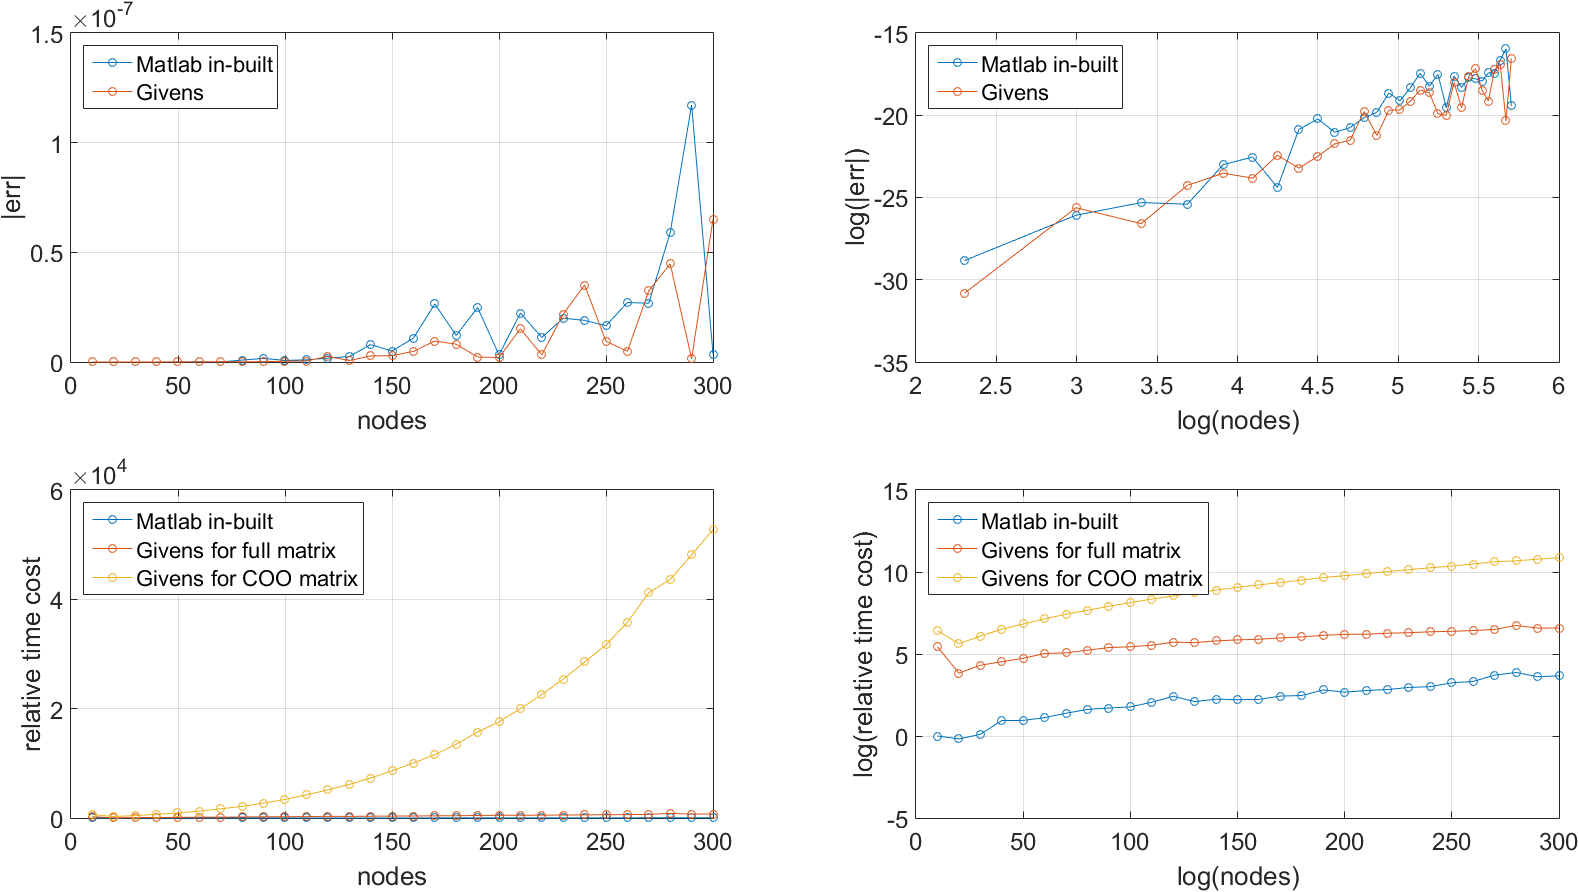 ×10-7
1.5
1
0.5
0
|err|
Matlab in-built
Givens
0 50 100 150 200 250 300
nodes
-15
-20
-25
-30
-35
log(|err|)
Matlab in-built
Givens
2 2.5 3 3.5 4 4.5 5 5.5 6
log(nodes)
×104
6
4
2
0
relative time cost
Matlab in-built
Givens for full matrix
Givens for COO matrix
0 50 100 150 200 250 300
nodes
15
10
5
0
-5
log(relative time cost)
Matlab in-built
Givens for full matrix
Givens for COO matrix
0 50 100 150 200 250 300
log(nodes)